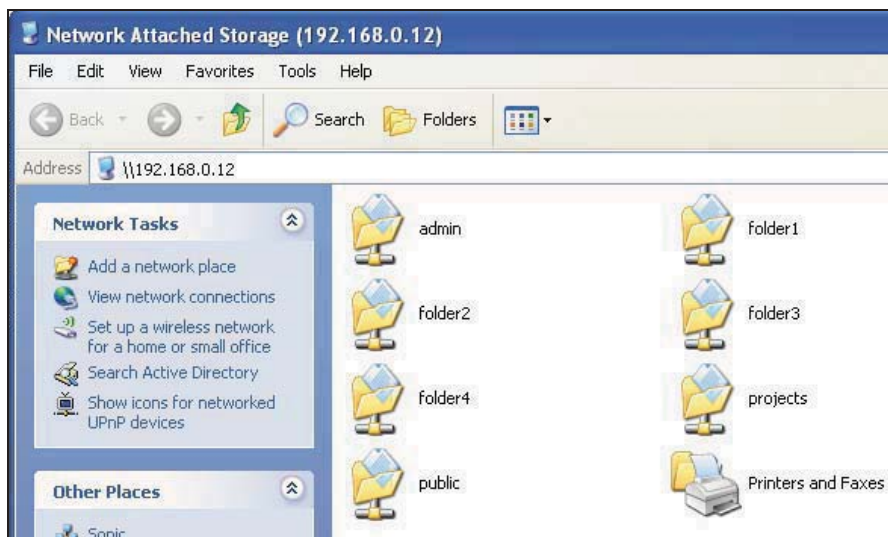 Network Attached Storage (192.168.0.12)
File Edit View Favorites Tools Help
Back Search Folders
Address \\192.168.0.12
Network Tasks
Add a network place
View network connections
Set up a wireless network
for a home or small office
Search Active Directory
Show icons for networked
UPnP devices
Other Places
Sonic
admin folder1
folder2 folder3
folder4 projects
public Printers and Faxes